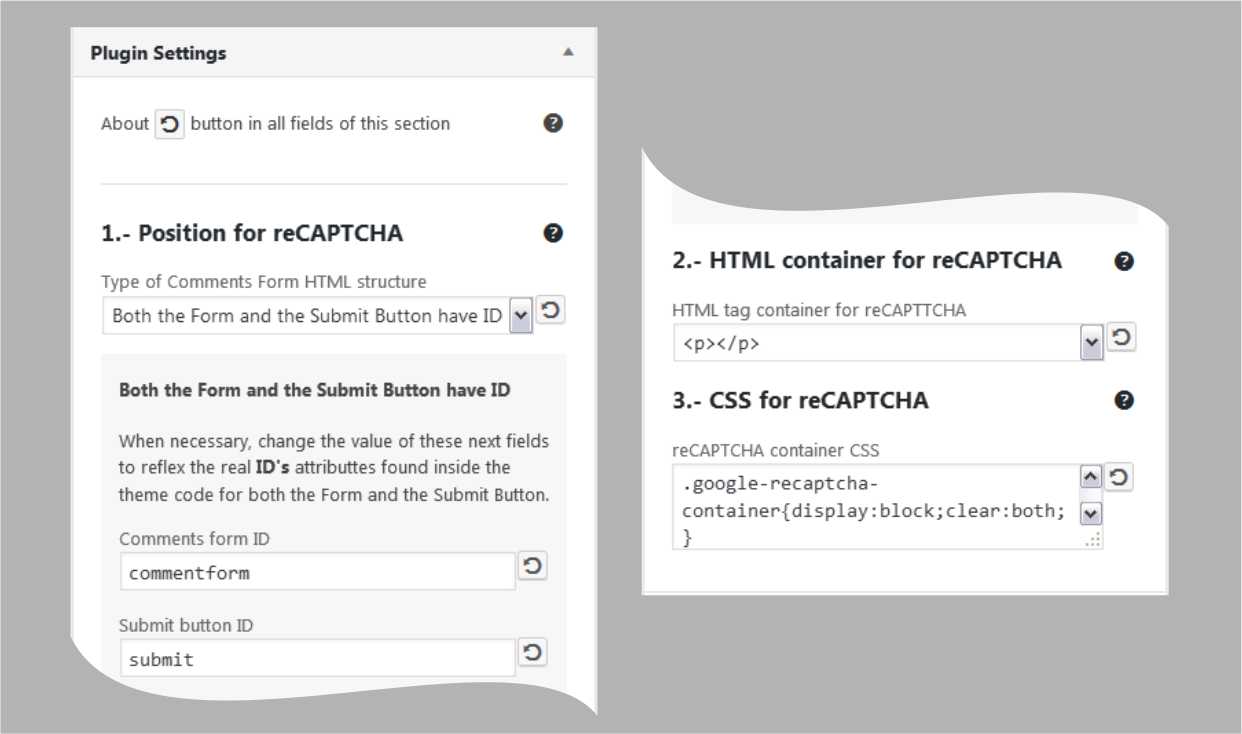 Plugin Settings
About button in all fields of this section
1.- Position for reCAPTCHA
Type of Comments Form HTML structure
Both the Form and the Submit Button have ID
Both the Form and the Submit Button have ID
When necessary, change the value of these next fields
to reflex the real ID's attributtes found inside the
theme code for both the Form and the Submit Button.
Comments form ID
commentform
Submit button ID
submit
2.- HTML container for reCAPTCHA
HTML tag container for reCAPTTCHA
<p></p>
3.- CSS for reCAPTCHA
reCAPTCHA container CSS
.google-recaptcha-
container{display:block;clear:both;
}